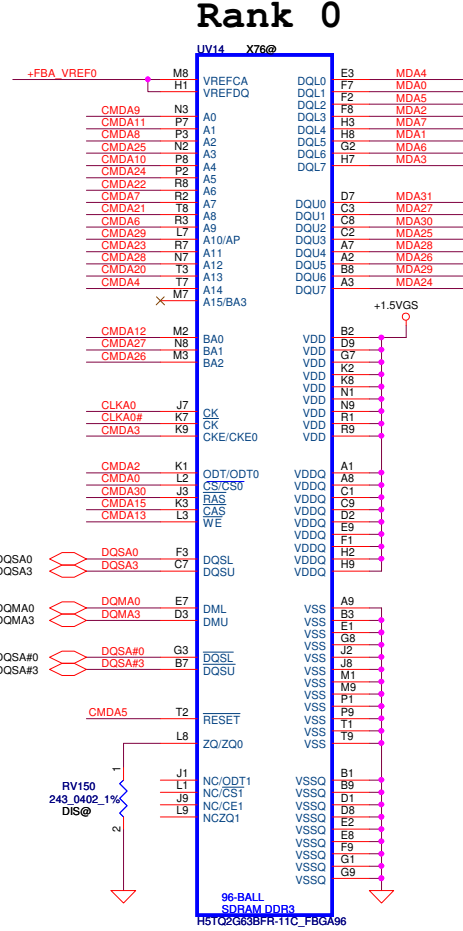 Rank 0
UV14 X76@
+FBA_VREF0 M8 VREFCA DQL0 E3 MDA4
H1 VREFDQ DQL1 F7 MDA0
DQL2 F2 MDA5
CMDA9 N3 A0 DQL3 F8 MDA2
CMDA11 P7 A1 DQL4 H3 MDA7
CMDA8 P3 A2 DQL5 H8 MDA1
CMDA25 N2 A3 DQL6 G2 MDA6
CMDA10 P8 A4 DQL7 H7 MDA3
CMDA24 P2 A5
CMDA22 R8 A6
CMDA7 R2 A7 DQU0 D7 MDA31
CMDA21 T8 A8 DQU1 C3 MDA27
CMDA6 R3 A9 DQU2 C8 MDA30
CMDA29 L7 A10/AP DQU3 C2 MDA25
CMDA23 R7 A11 DQU4 A7 MDA28
CMDA28 N7 A12 DQU5 A2 MDA26
CMDA20 T3 A13 DQU6 B8 MDA29
CMDA4 T7 A14 DQU7 A3 MDA24
M7 A15/BA3
+1.5VGS
CMDA12 M2 BA0 VDD B2
CMDA27 N8 BA1 VDD D9
CMDA26 M3 BA2 VDD G7
VDD K2
VDD K8
VDD N1
CLKA0 J7 CK VDD N9
CLKA0# K7 CK VDD R1
CMDA3 K9 CKE/CKE0 VDD R9
CMDA2 K1 ODT/ODT0 VDDQ A1
CMDA0 L2 CS/CS0 VDDQ A8
CMDA30 J3 RAS VDDQ C1
CMDA15 K3 CAS VDDQ C9
CMDA13 L3 WE VDDQ D2
VDDQ E9
VDDQ F1
DQSA0 DQSA0 F3 DQSL VDDQ H2
DQSA3 DQSA3 C7 DQSU VDDQ H9
DQMA0 DQMA0 E7 DML VSS A9
DQMA3 DQMA3 D3 DMU VSS B3
VSS E1
VSS G8
DQSA#0 DQSA#0 G3 DQSL VSS J2
DQSA#3 DQSA#3 B7 DQSU VSS J8
VSS M1
VSS M9
VSS P1
CMDA5 T2 RESET VSS P9
VSS T1
L8 ZQ/ZQ0 VSS T9
1
J1 NC/ODT1 VSSQ B1
RV150 L1 NC/CS1 VSSQ B9
243_0402_1% J9 NC/CE1 VSSQ D1
DIS@ L9 NCZQ1 VSSQ D8
2 VSSQ E2
VSSQ E8
VSSQ F9
VSSQ G1
VSSQ G9
96-BALL
SDRAM DDR3
H5TQ2G63BFR-11C_FBGA96